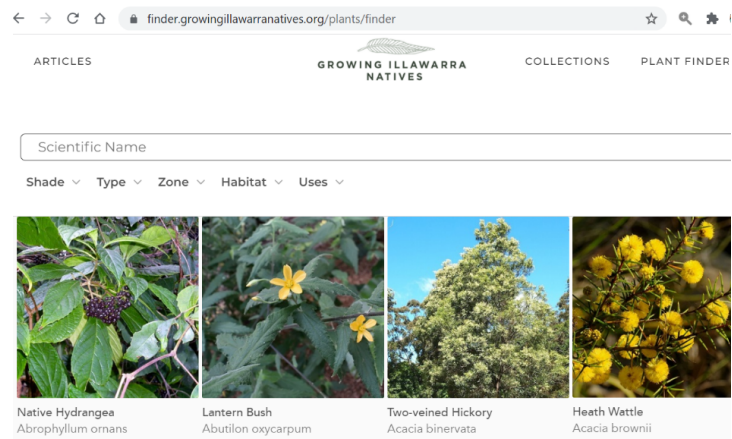 finder.growingillawarranatives.org/plants/finder
ARTICLES
GROWING ILLAWARRA
NATIVES
COLLECTIONS
PLANT FINDER
Scientific Name
Shade Type Zone Habitat Uses
Native Hydrangea
Abrophyllum ornans
Lantern Bush
Abutilon oxycarpum
Two-veined Hickory
Acacia binervata
Heath Wattle
Acacia brownii